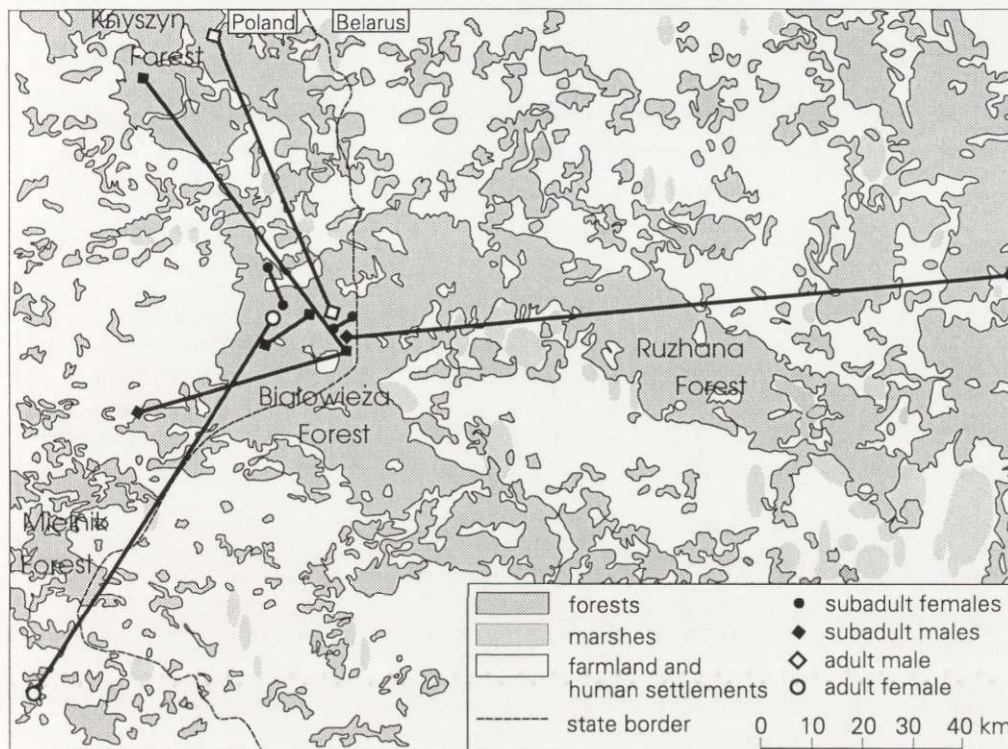 Knyszyn
Forest
Poland
Belarus
Ruzhana
Forest
Białowieża
Forest
Mielnik
Forest
forests
marshes
farmland and
human settlements
state border
subadult females
subadult males
adult male
adult female
0 10 20 30 40 km